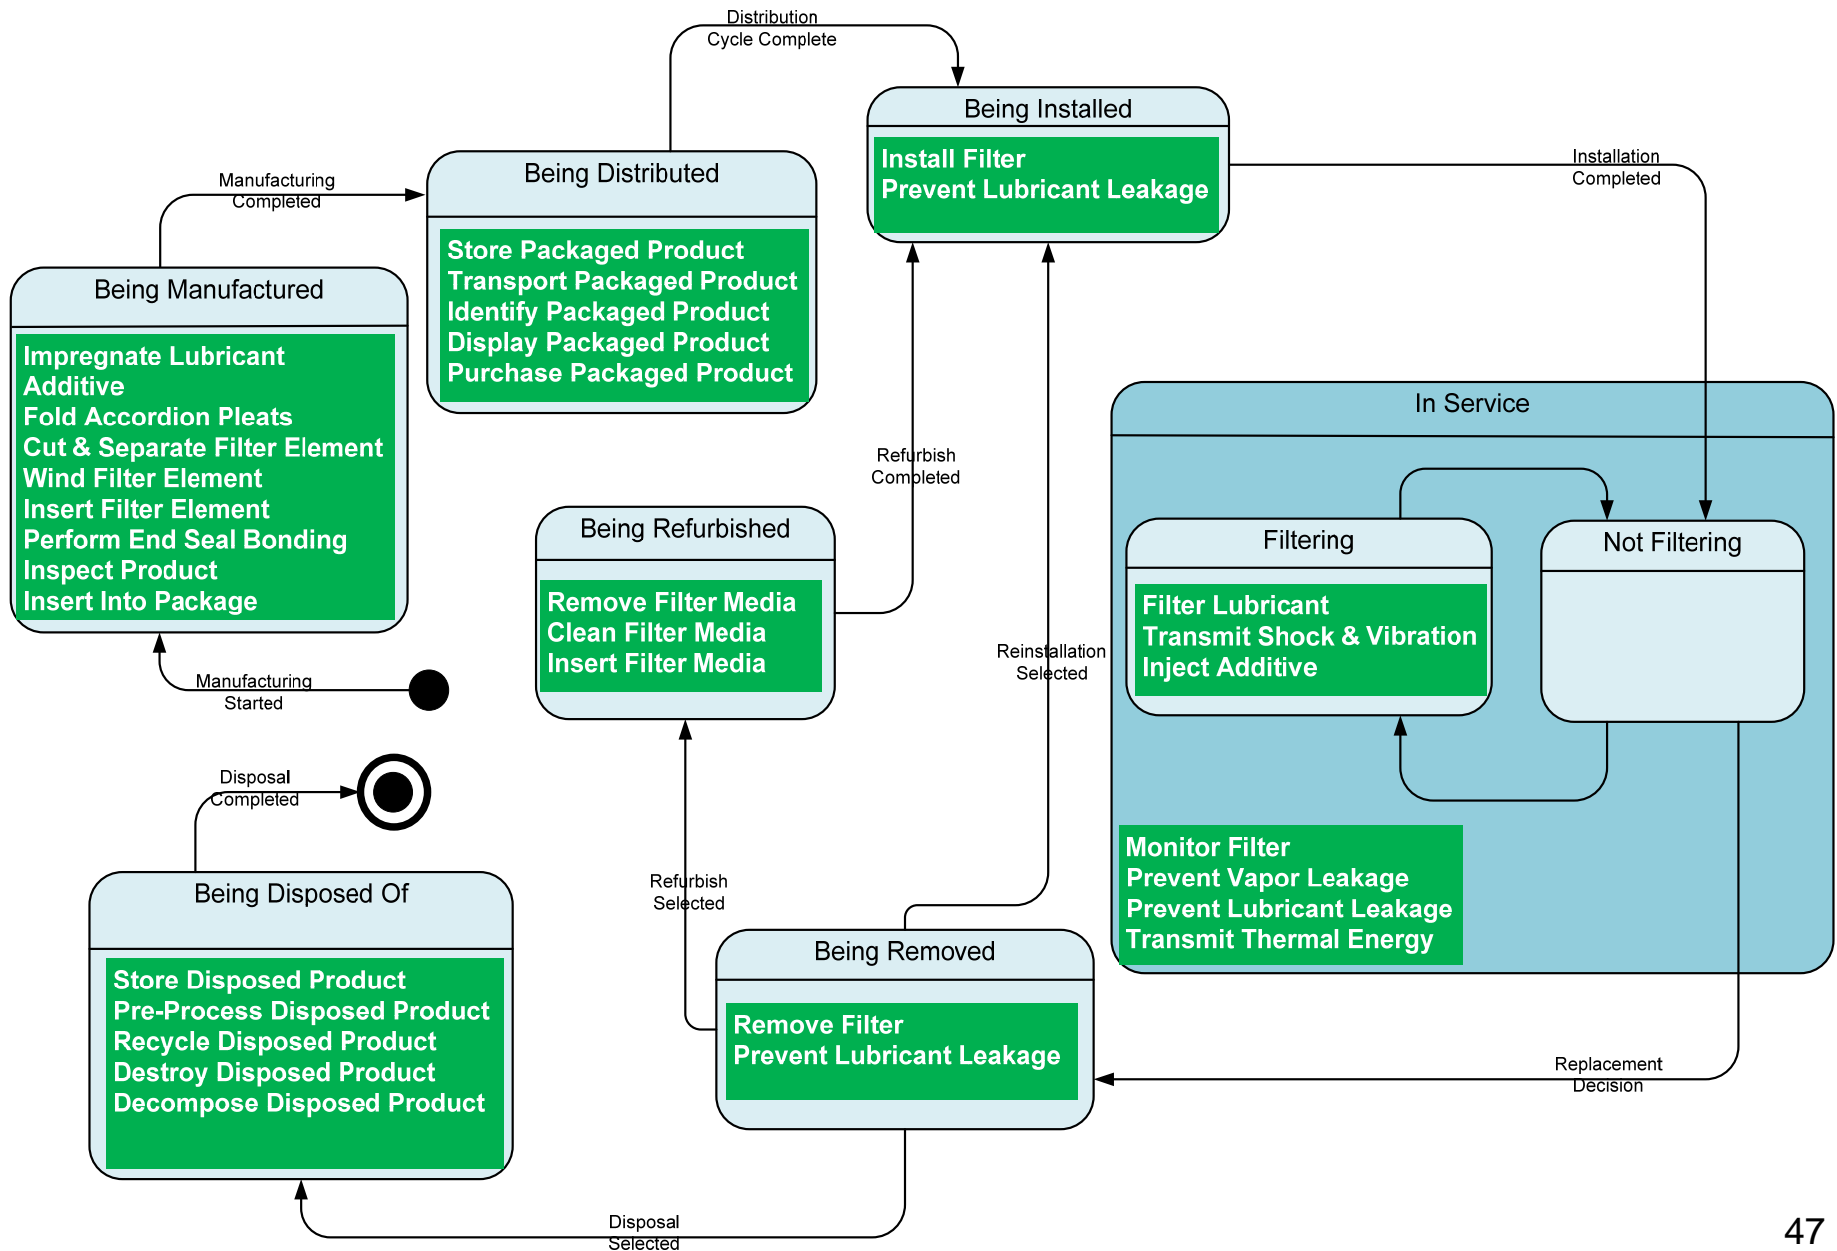 Distribution
Cycle Complete
Being Installed
Install Filter
Prevent Lubricant Leakage
Installation
Completed
Being Distributed
Store Packaged Product
Transport Packaged Product
Identify Packaged Product
Display Packaged Product
Purchase Packaged Product
Manufacturing
Completed
Being Manufactured
Impregnate Lubricant
Additive
Fold Accordion Pleats
Cut & Separate Filter Element
Wind Filter Element
Insert Filter Element
Perform End Seal Bonding
Inspect Product
Insert Into Package
Manufacturing
Started
Refurbish
Completed
Being Refurbished
Remove Filter Media
Clean Filter Media
Insert Filter Media
Reinstallation
Selected
In Service
Filtering
Filter Lubricant
Transmit Shock & Vibration
Inject Additive
Not Filtering
Monitor Filter
Prevent Vapor Leakage
Prevent Lubricant Leakage
Transmit Thermal Energy
Disposal
Completed
Being Disposed Of
Store Disposed Product
Pre-Process Disposed Product
Recycle Disposed Product
Destroy Disposed Product
Decompose Disposed Product
Refurbish
Selected
Being Removed
Remove Filter
Prevent Lubricant Leakage
Replacement
Decision
Disposal
Selected
47